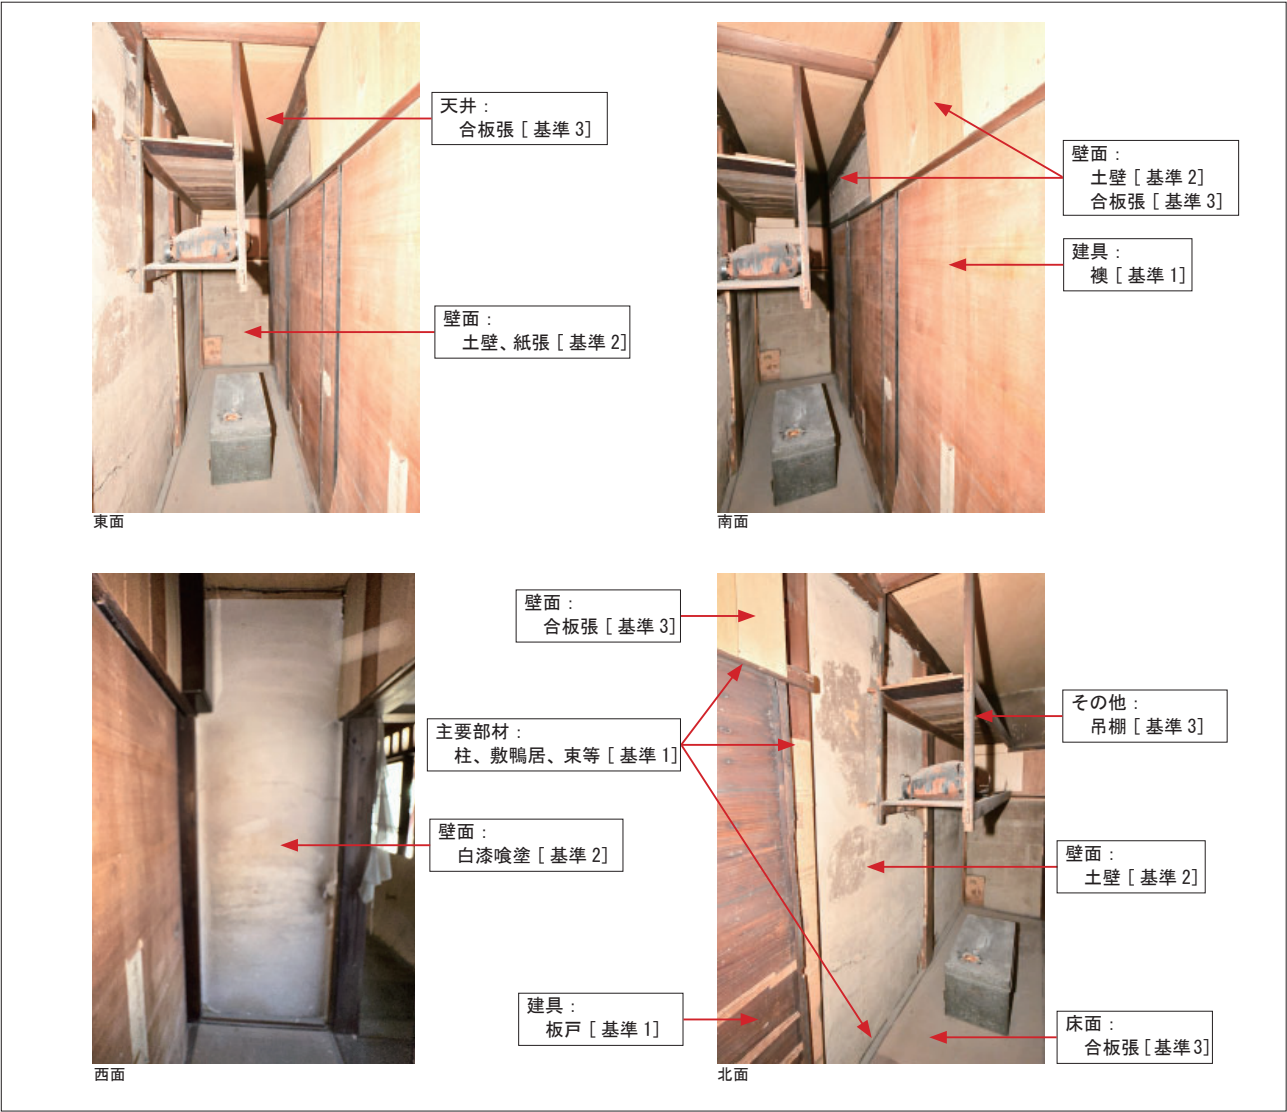 天井：
合板張［基準3］
壁面：
土壁、紙張［基準2］
東面
壁面：
土壁［基準2］
合板張［基準3］
建具：
襖［基準1］
南面
壁面：
白漆喰塗［基準2］
西面
壁面：
合板張［基準3］
主要部材：
柱、敷鴨居、束等［基準1］
建具：
板戸［基準1］
その他：
吊棚［基準3］
壁面：
土壁［基準2］
床面：
合板張［基準3］
北面